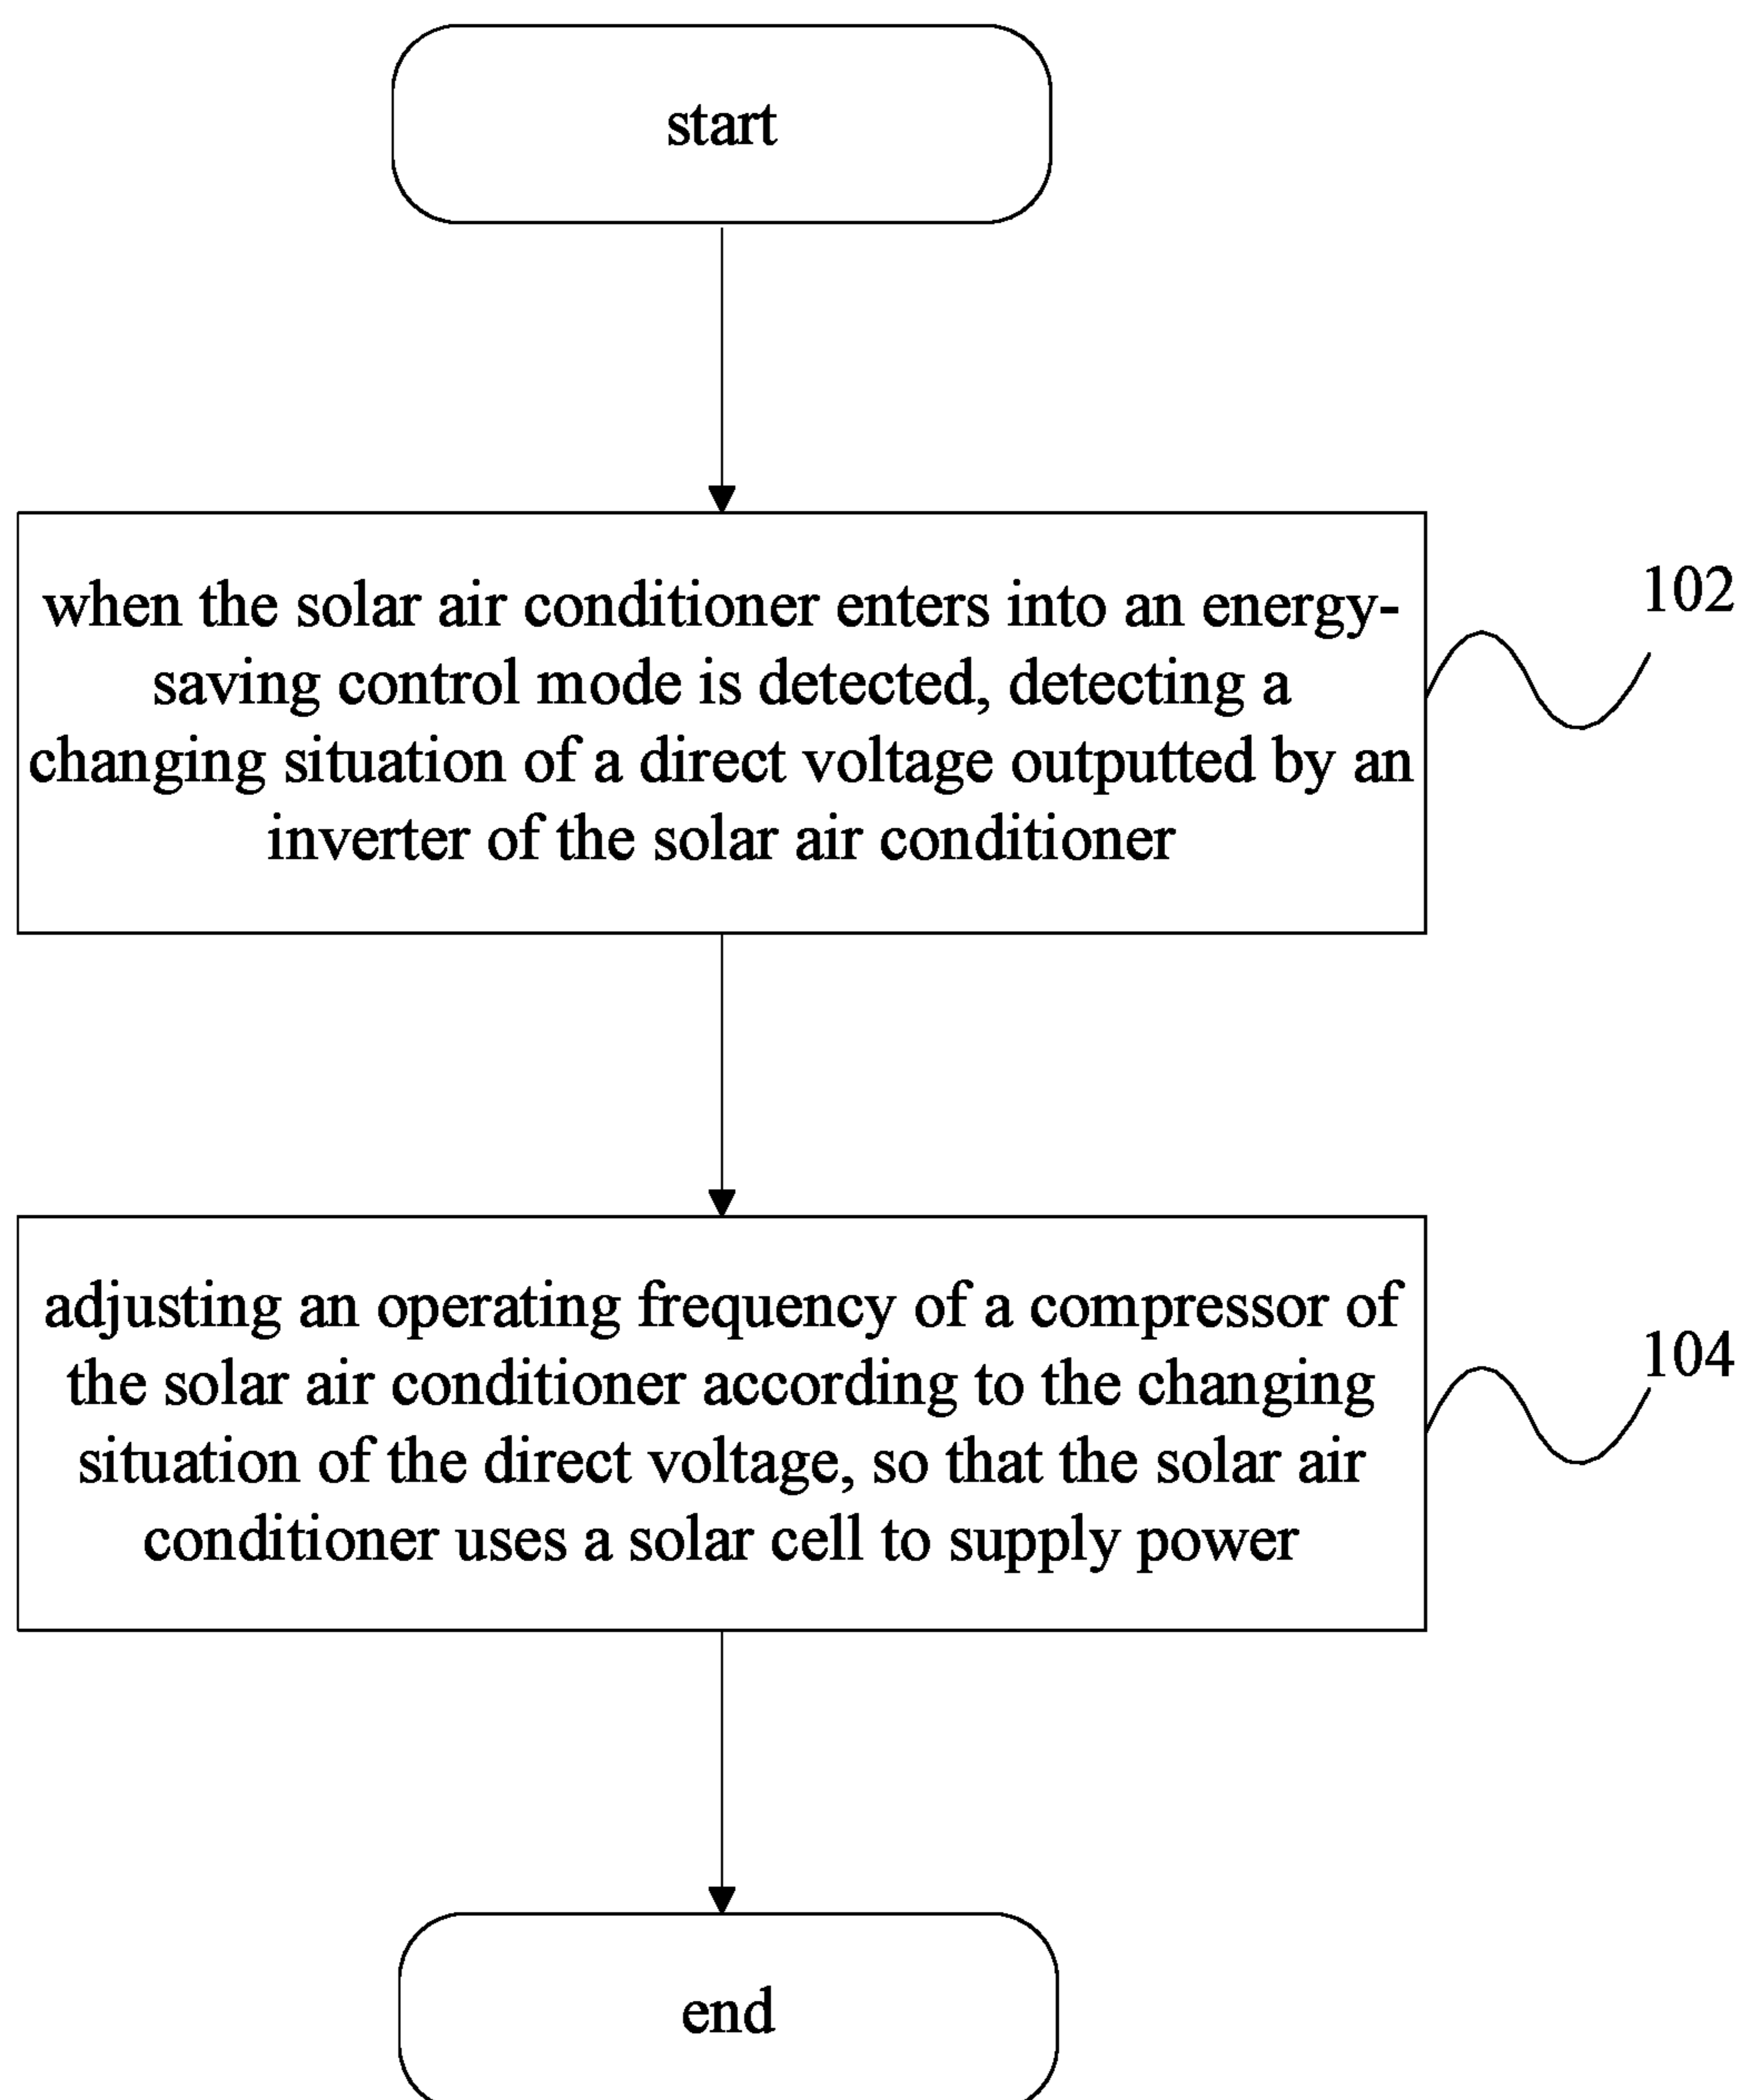 start
when the solar air conditioner enters into an energy-
saving control mode is detected, detecting a
changing situation of a direct voltage outputted by an
inverter of the solar air conditioner
102
adjusting an operating frequency of a compressor of
the solar air conditioner according to the changing
situation of the direct voltage, so that the solar air
conditioner uses a solar cell to supply power
104
end